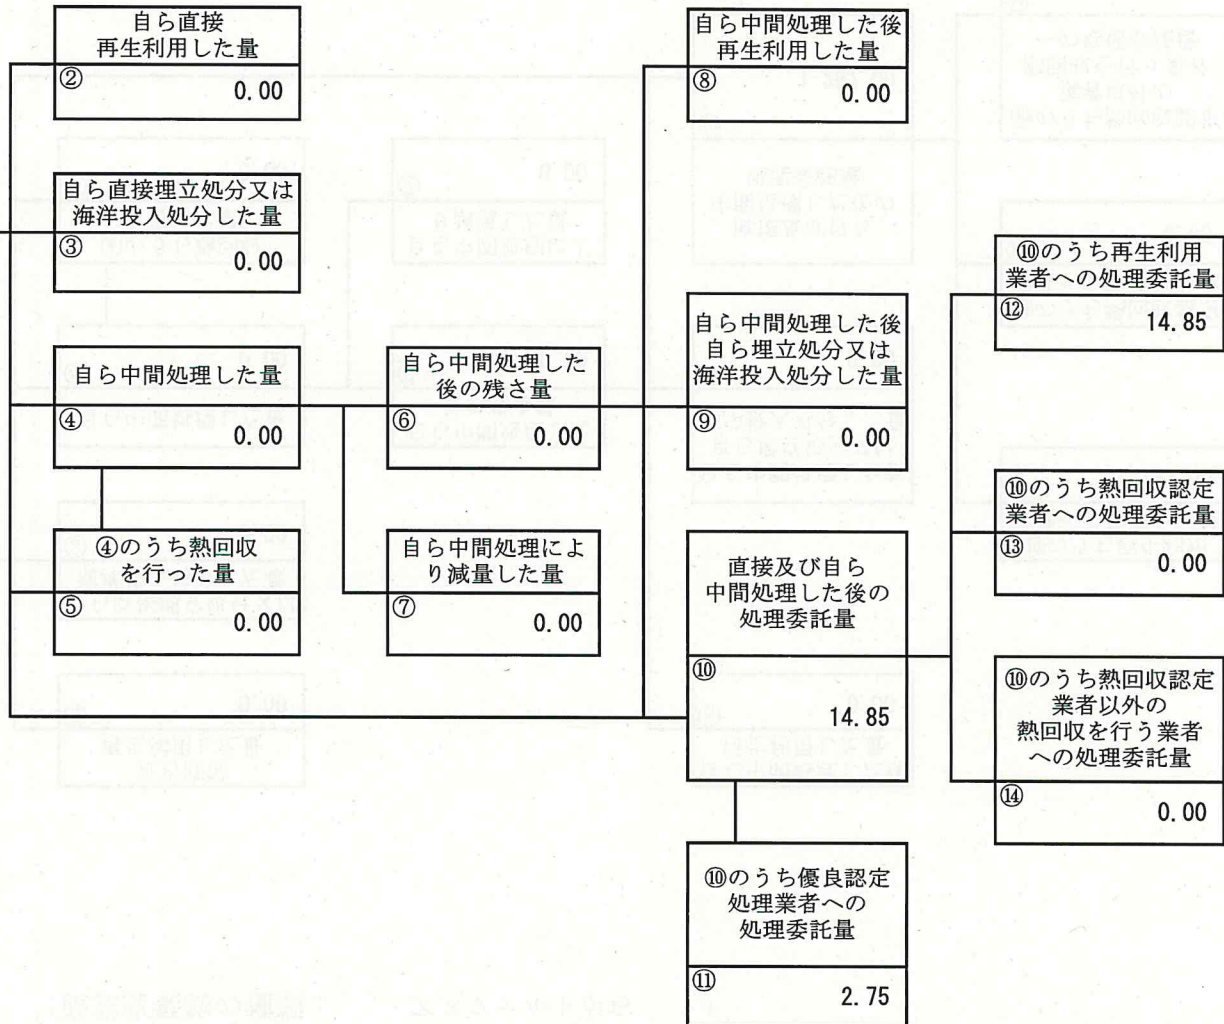 自ら直接
再生利用した量
②
0.00
自ら直接埋立処分又は
海洋投入処分した量
③
0.00
自ら中間処理した量
④
0.00
④のうち熱回収
を行った量
⑤
0.00
自ら中間処理した
後の残さ量
⑥
0.00
自ら中間処理によ
り減量した量
⑦
0.00
自ら中間処理した後
再生利用した量
⑧
0.00
自ら中間処理した後
自ら埋立処分又は
海洋投入処分した量
⑨
0.00
直接及び自ら
中間処理した後の
処理委託量
⑩
14.85
⑩のうち優良認定
処理業者への
処理委託量
⑪
2.75
⑩のうち再生利用
業者への処理委託量
⑫
14.85
⑩のうち熱回収認定
業者への処理委託量
⑬
0.00
⑩のうち熱回収認定
業者以外の
熱回収を行う業者
への処理委託量
⑭
0.00